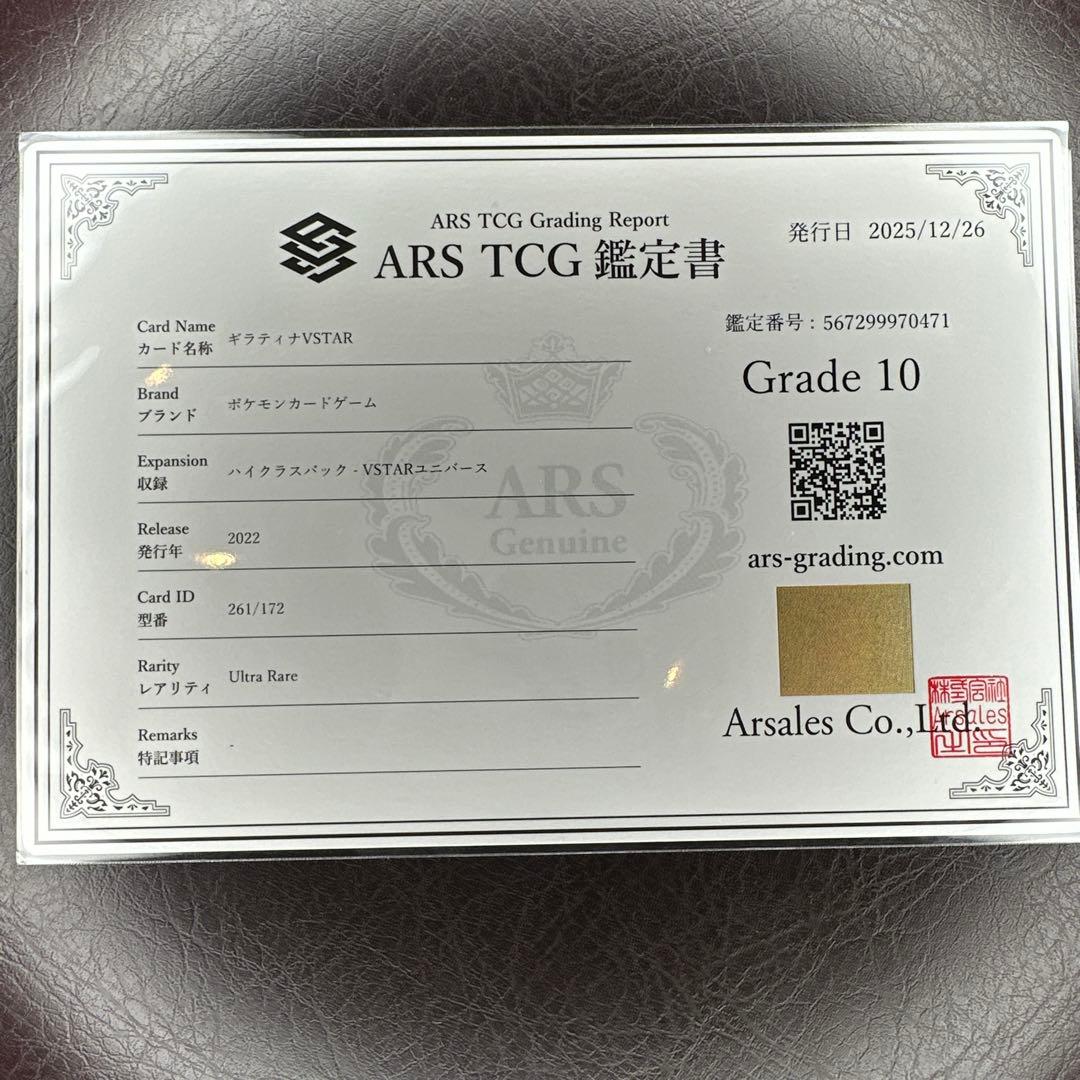 ARS TCG Grading Report
ARS TCG 鑑定書
発行日 2025/12/26
Card Name
カード名称
ギラティナVSTAR
Brand
ブランド
ポケモンカードゲーム
Expansion
収録
ハイクラスパック - VSTARユニバース
Release
発行年
2022
Card ID
型番
261/172
Rarity
レアリティ
Ultra Rare
Remarks
特記事項
-
ARS
Genuine
鑑定番号 : 567299970471
Grade 10
ars-grading.com
Arsales Co.,Ltd.
株式会社
Arsales